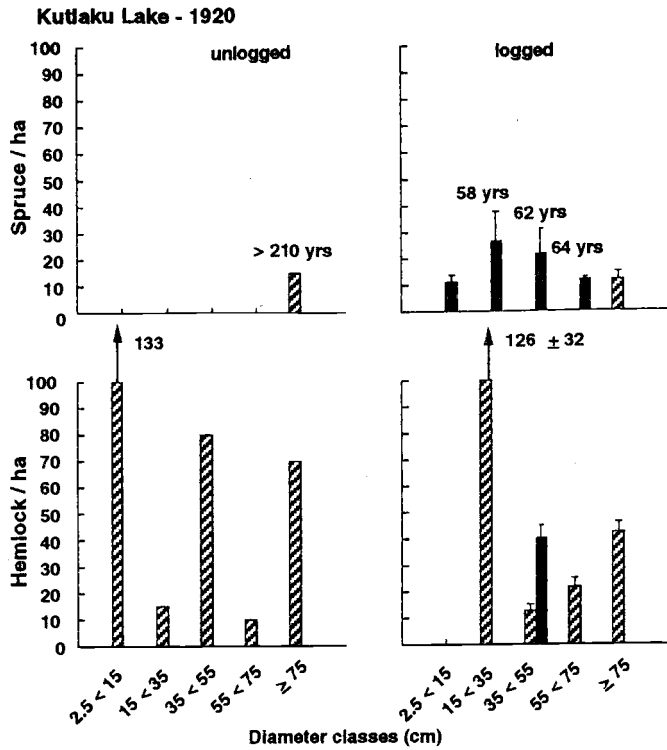 Kutlaku Lake - 1920
unlogged
logged
Spruce / ha
100
90
80
70
60
50
40
30
20
10
0
> 210 yrs
58 yrs
62 yrs
64 yrs
133
126 ± 32
Hemlock / ha
100
90
80
70
60
50
40
30
20
10
0
2.5 < 15
15 < 35
35 < 55
55 < 75
≥ 75
2.5 < 15
15 < 35
35 < 55
55 < 75
≥ 75
Diameter classes (cm)